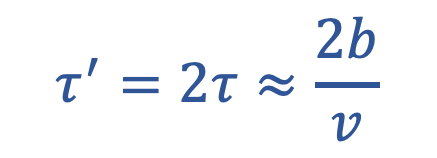 τ′ = 2τ ≈ 2b/v